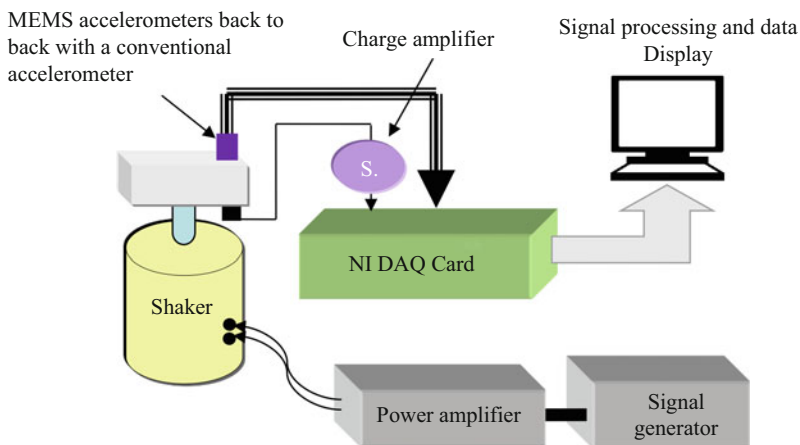 MEMS accelerometers back to
back with a conventional
accelerometer
Charge amplifier
Signal processing and data
Display
S.
NI DAQ Card
Shaker
Power amplifier
Signal
generator